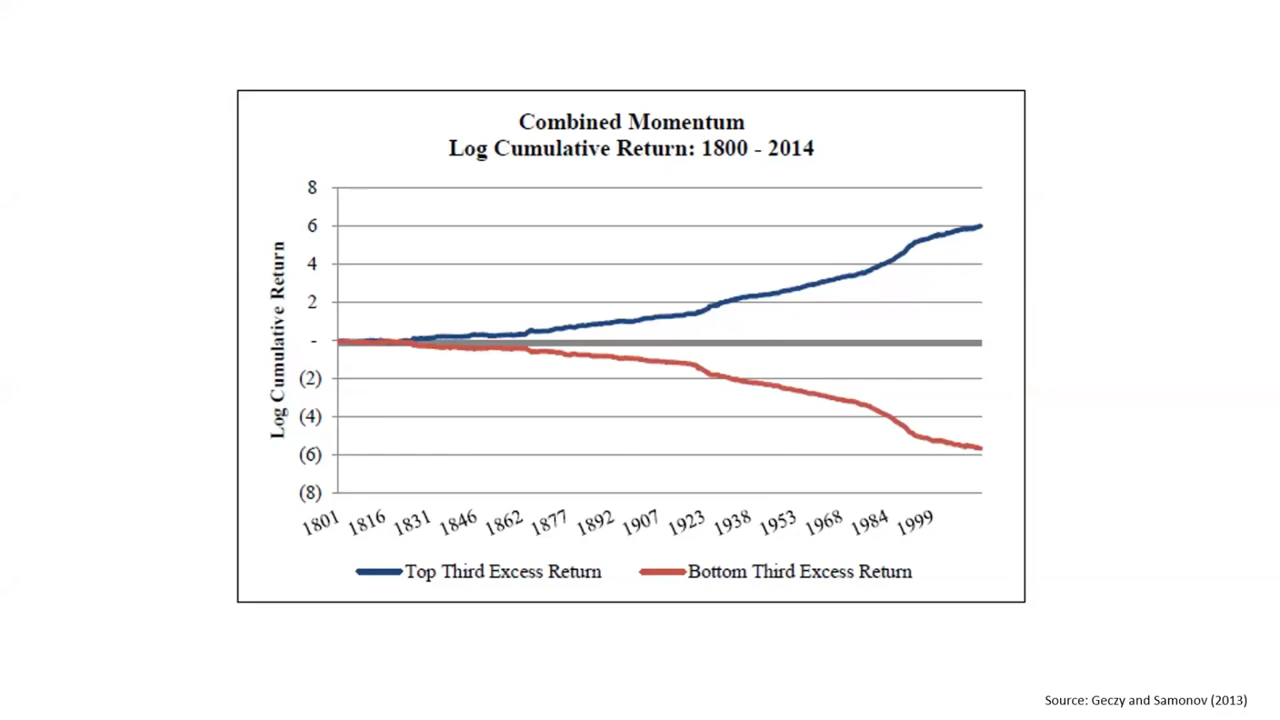 Combined Momentum
Log Cumulative Return: 1800 - 2014
Log Cumulative Return
8
6
4
2
-
(2)
(4)
(6)
(8)
1801 1816 1831 1846 1862 1877 1892 1907 1923 1938 1953 1968 1984 1999
Top Third Excess Return Bottom Third Excess Return
Source: Geczy and Samonov (2013)